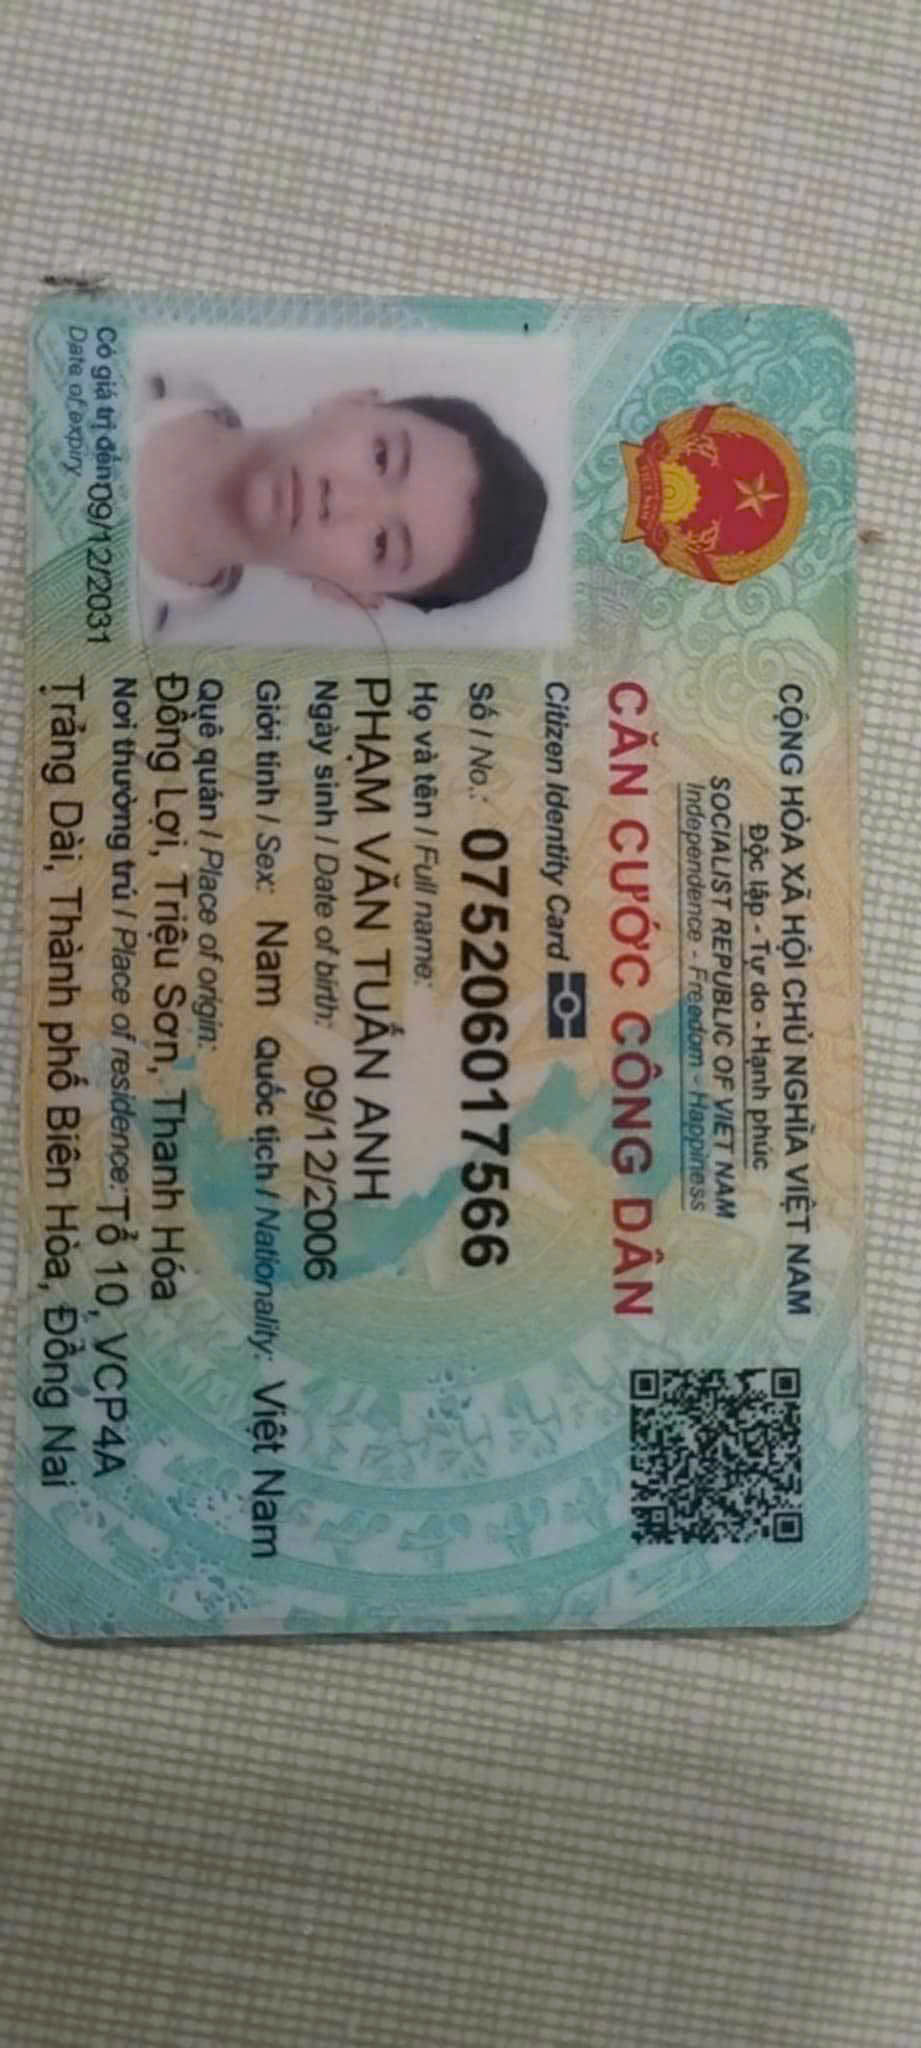 CỘNG HÒA XÃ HỘI CHỦ NGHĨA VIỆT NAM
Độc lập - Tự do - Hạnh phúc
SOCIALIST REPUBLIC OF VIET NAM
Independence - Freedom - Happiness
CĂN CƯỚC CÔNG DÂN
Citizen Identity Card
Số / No.: 075206017566
Họ và tên / Full name:
PHẠM VĂN TUẤN ANH
Ngày sinh / Date of birth: 09/12/2006
Giới tính / Sex: Nam Quốc tịch / Nationality: Việt Nam
Quê quán / Place of origin:
Đồng Lợi, Triệu Sơn, Thanh Hóa
Nơi thường trú / Place of residence: Tổ 10, VCP4A
Trảng Dài, Thành phố Biên Hòa, Đồng Nai
Có giá trị đến 09/12/2031
Date of expiry